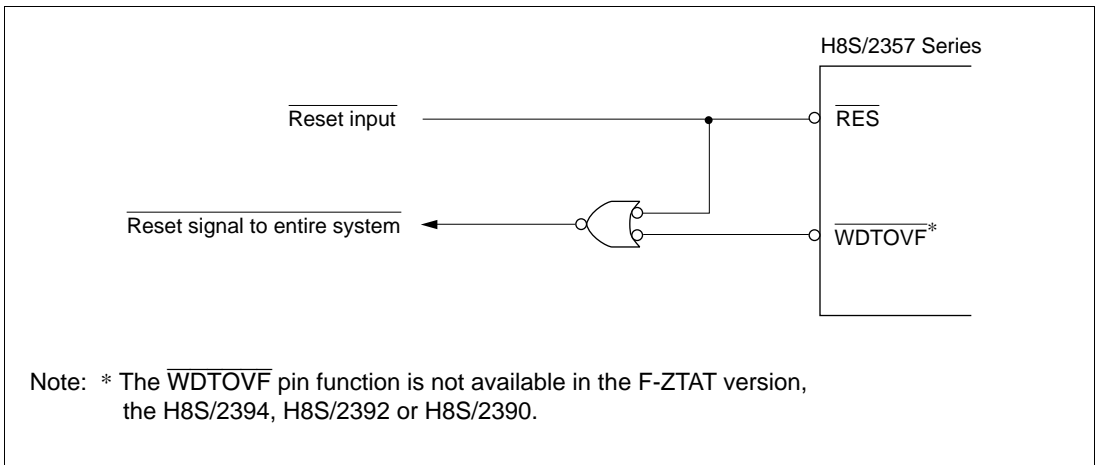 H8S/2357 Series
Reset input
RES
Reset signal to entire system
WDTOVF*
Note: * The WDTOVF pin function is not available in the F-ZTAT version,
the H8S/2394, H8S/2392 or H8S/2390.